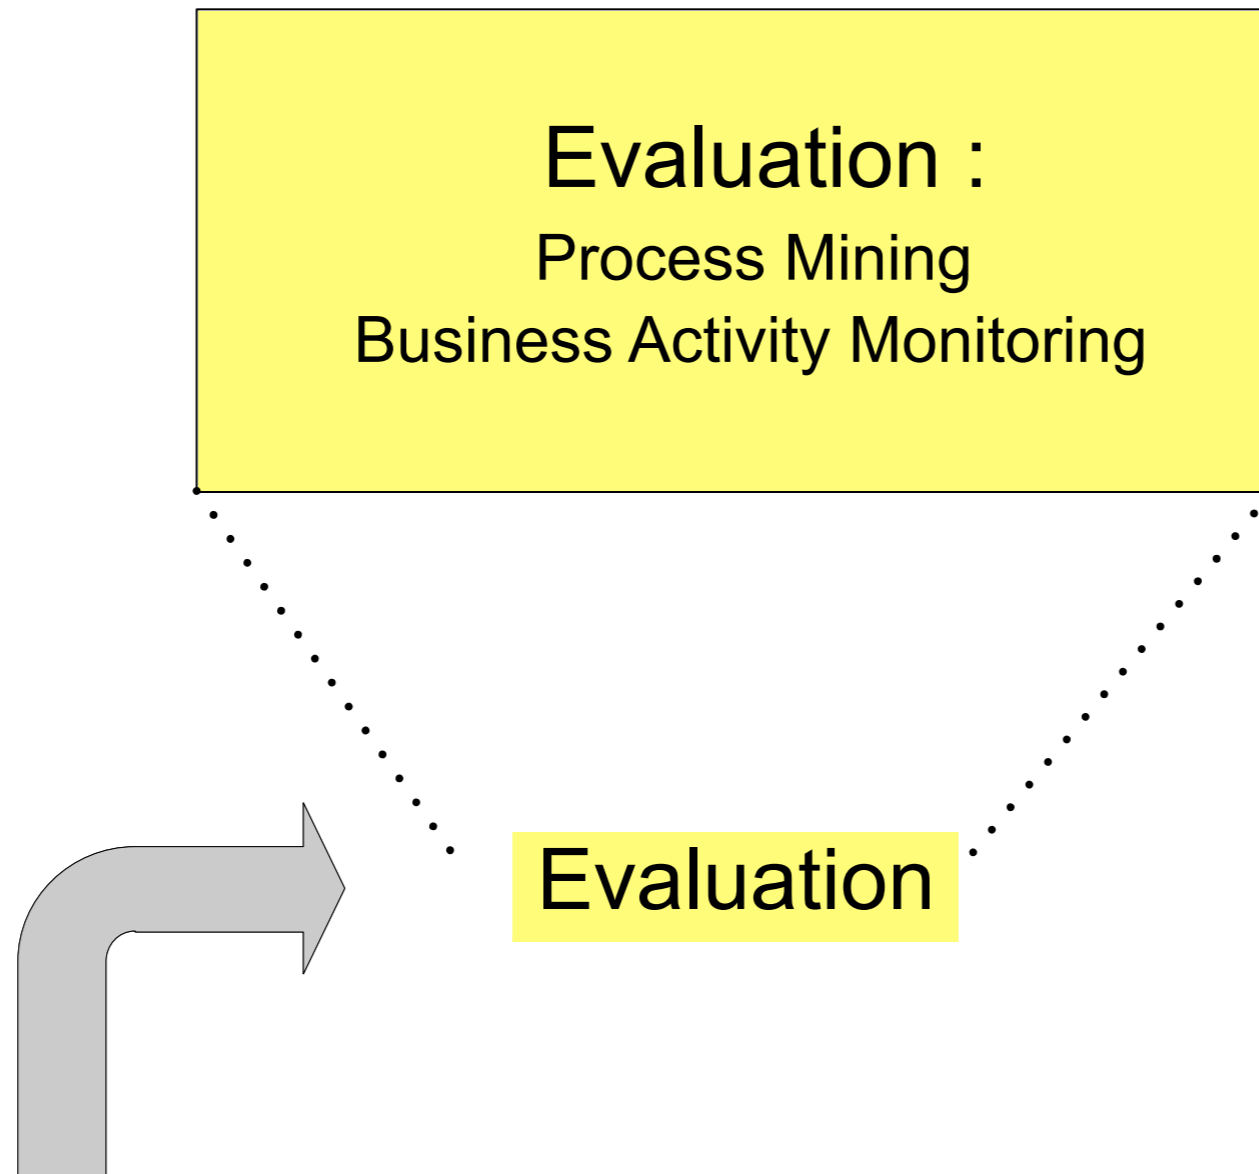 Evaluation :
Process Mining
Business Activity Monitoring
Evaluation